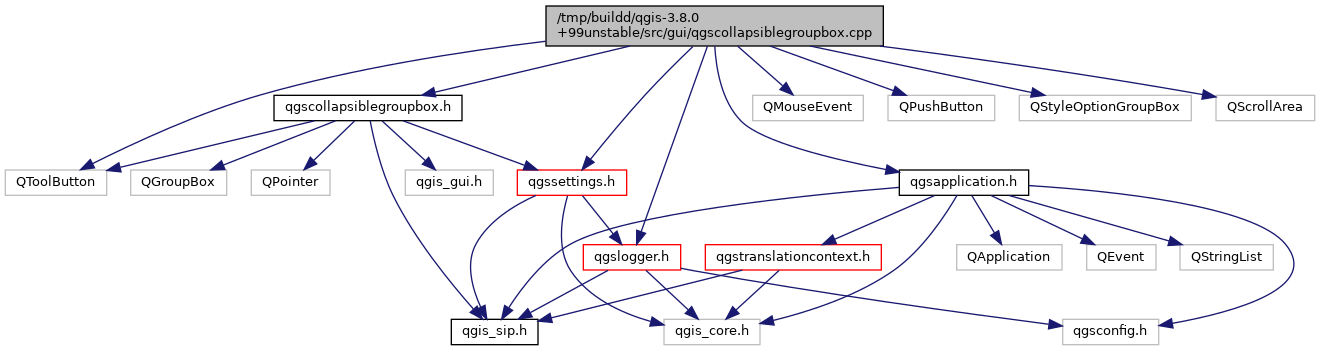 /tmp/buildd/qgis-3.8.0
+99unstable/src/gui/qgscollapsiblegroupbox.cpp
qgscollapsiblegroupbox.h
QMouseEvent
QPushButton
QStyleOptionGroupBox
QScrollArea
QToolButton
QGroupBox
QPointer
qgis_gui.h
qgssettings.h
qgsapplication.h
qgslogger.h
qgstranslationcontext.h
QApplication
QEvent
QStringList
qgis_sip.h
qgis_core.h
qgsconfig.h